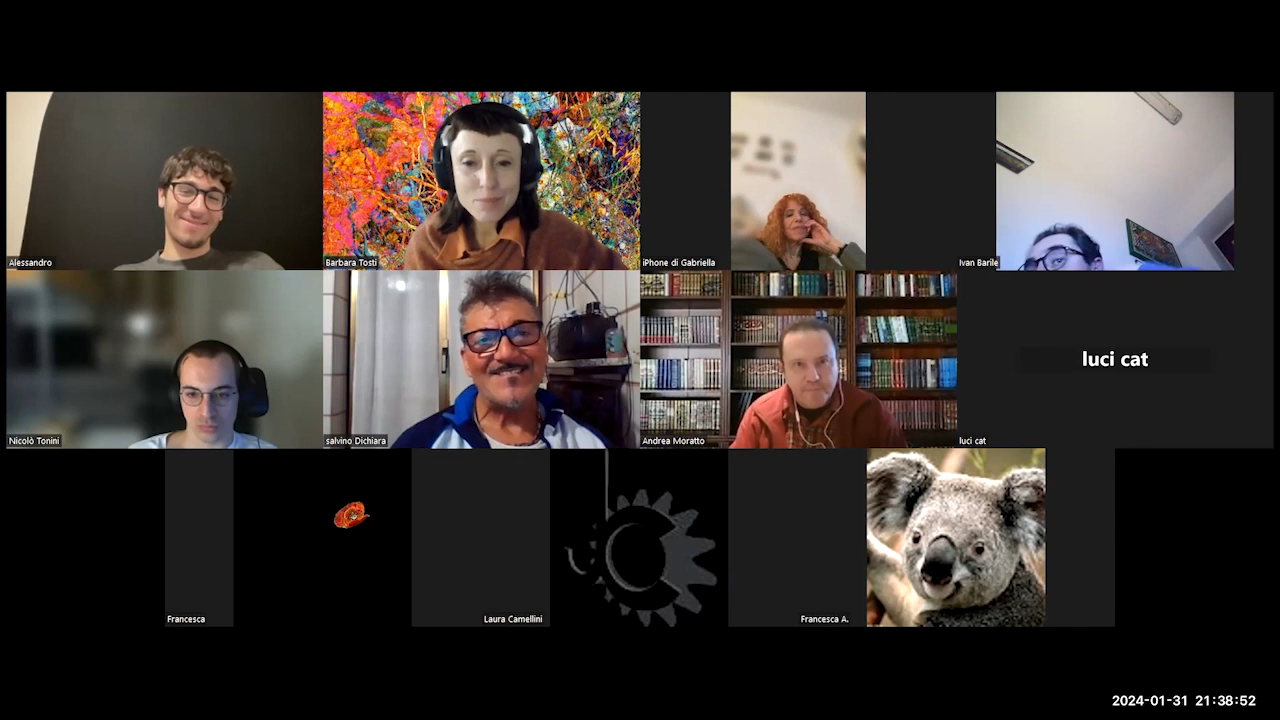 Alessandro
Barbara Tosti
iPhone di Gabriella
Ivan Barile
Nicolò Tonini
salvino Dichiara
Andrea Moratto
luci cat
luci cat
Francesca
Laura Camellini
Francesca A.
2024-01-31 21:38:52